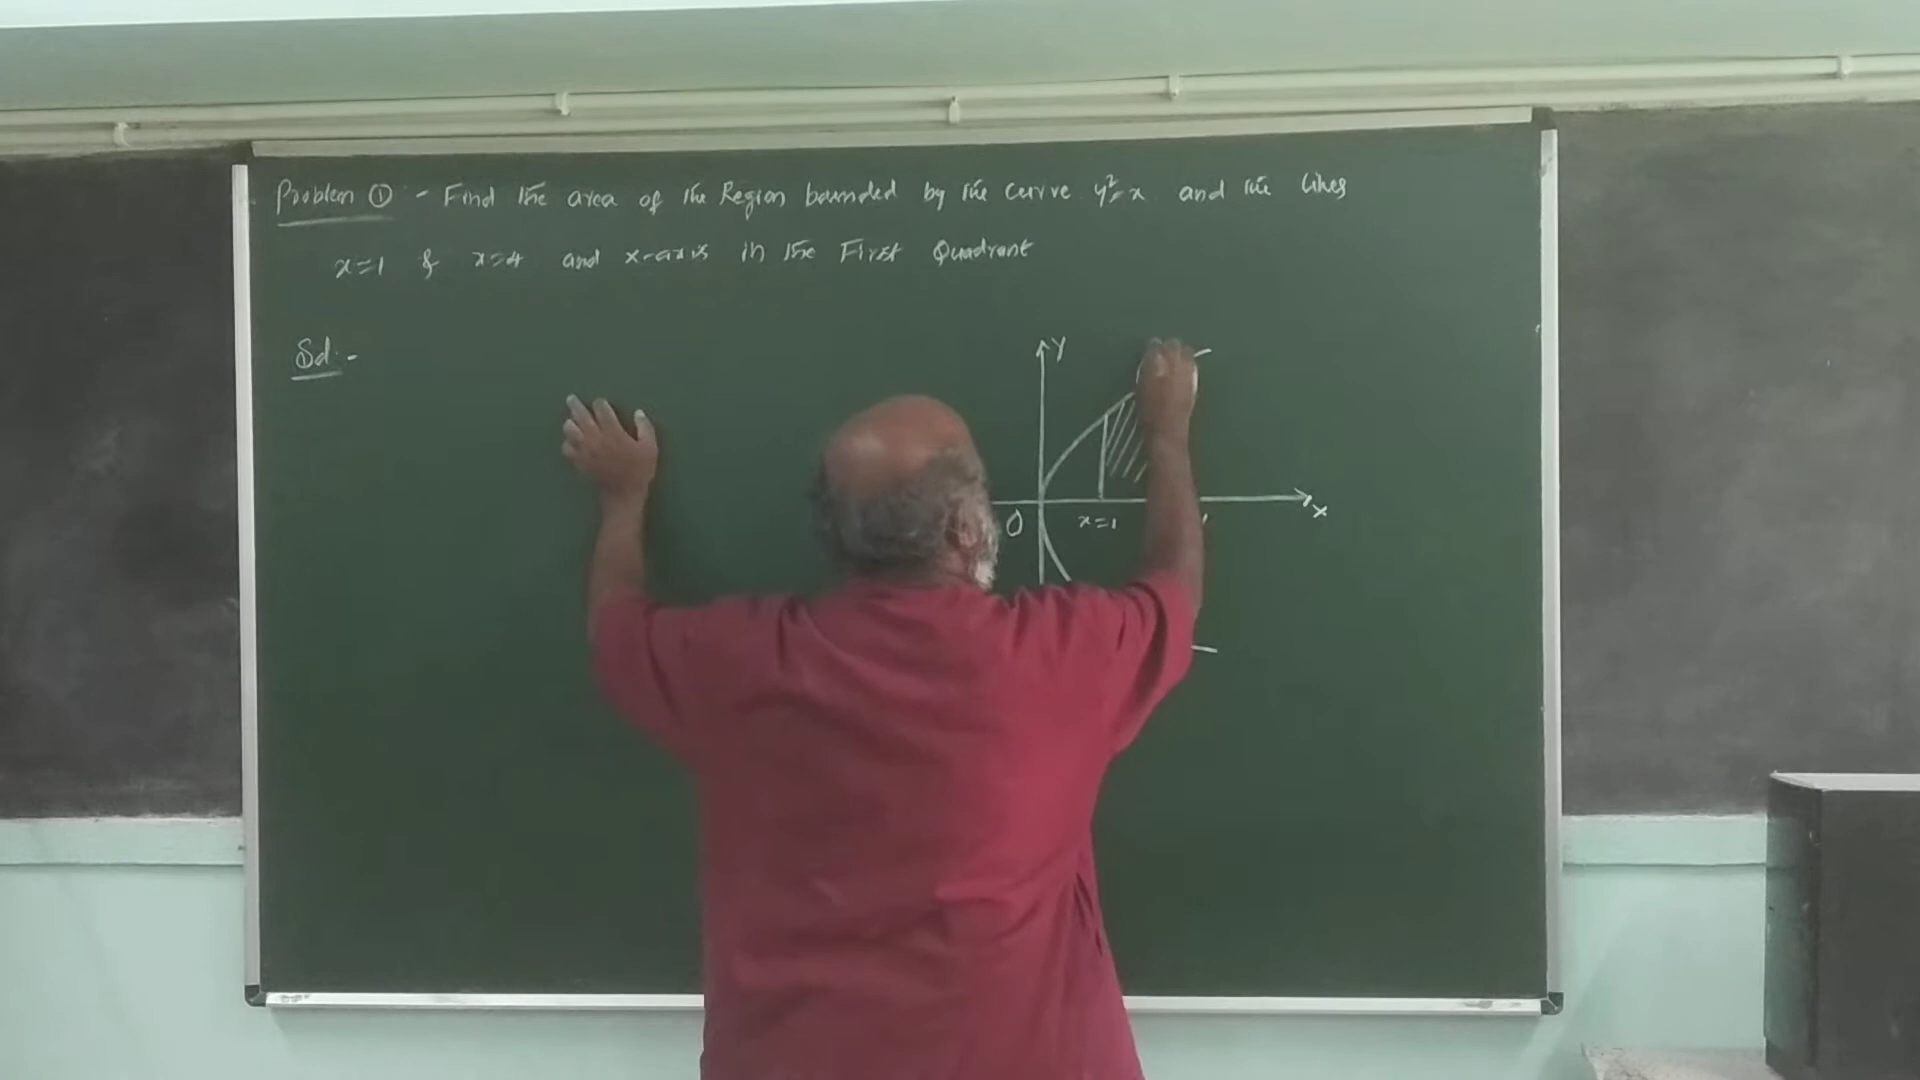 Problem ① - Find the area of the Region bounded by the curve y²=x and the lines
x=1 & x=4 and x-axis in the First Quadrant
Sol:-
Y
O x=1
X